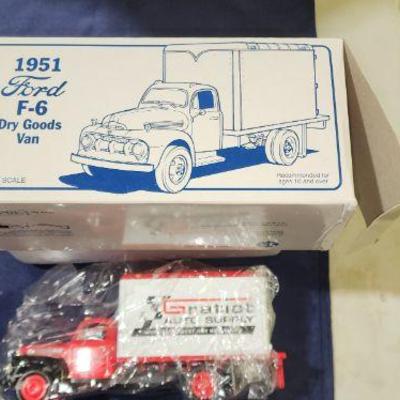 1951
Ford
F-6
Dry Goods
Van
SCALE
Recommended for
ages 10 and over
Gratiot
AUTO SUPPLY